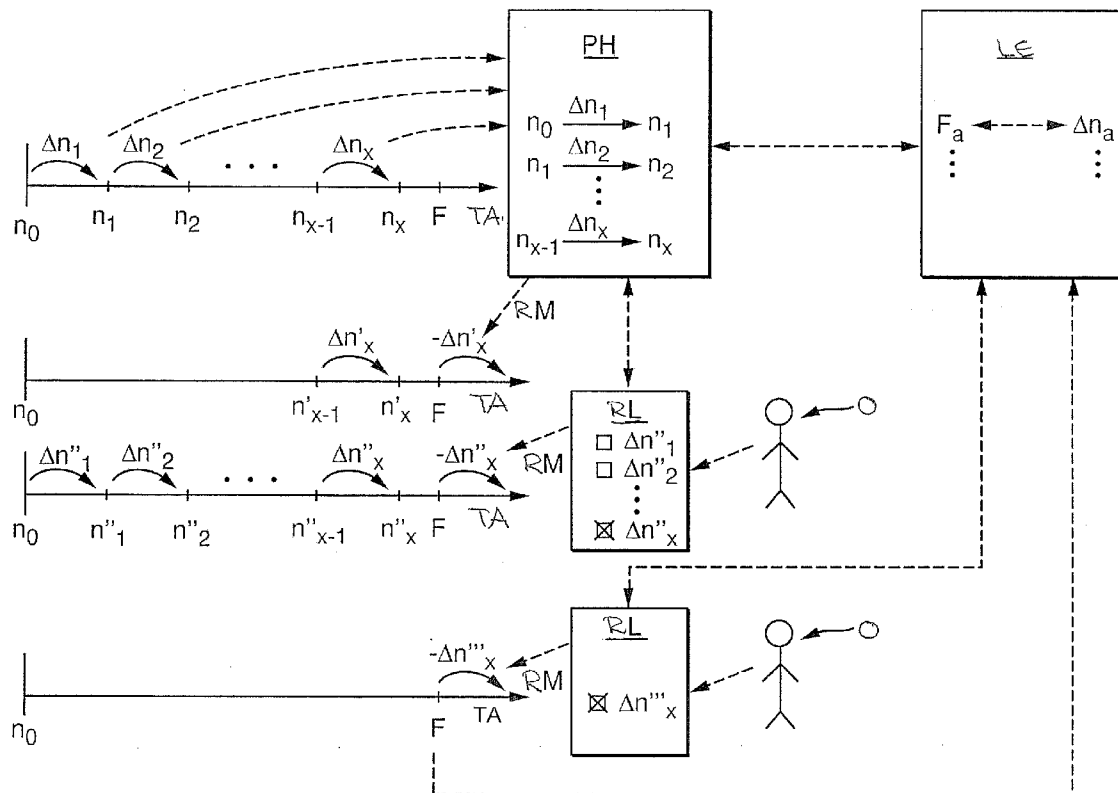 PH
LE
n0 Δn1 n1
Fa Δna
n1 Δn2 n2
⋮ ⋮
⋮
nx-1 Δnx nx
Δn1 Δn2 ... Δnx
n0 n1 n2 nx-1 nx F TA
RM
Δn'x -Δn'x
n0 n'x-1 n'x F TA
RL
O
Δn"1
Δn"2
⋮
☒ Δn"x
RM
Δn"1 Δn"2 ... Δn"x -Δn"x
n0 n"1 n"2 n"x-1 n"x F TA
RL
O
-Δn'''x
RM
☒ Δn'''x
n0 F TA